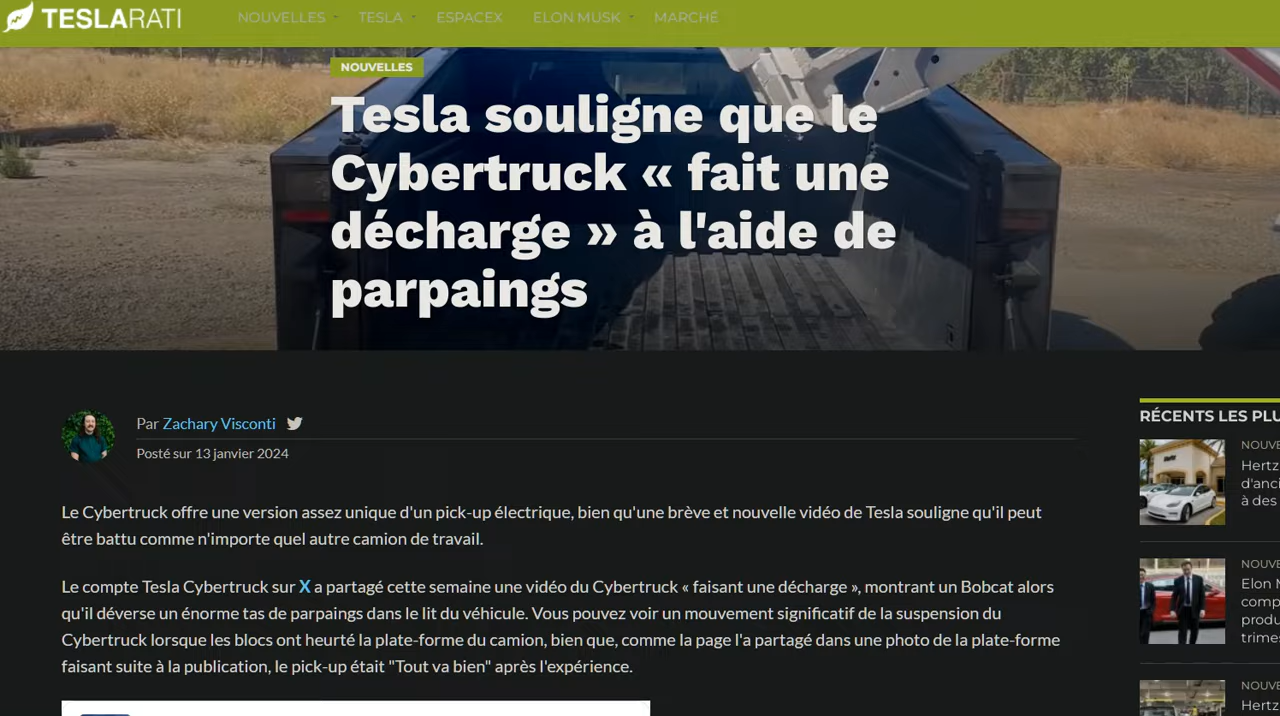 TESLARATI
NOUVELLES
TESLA
ESPACEX
ELON MUSK
MARCHÉ
NOUVELLES
Tesla souligne que le
Cybertruck « fait une
décharge » à l'aide de
parpaings
Par Zachary Visconti
Posté sur 13 janvier 2024
Le Cybertruck offre une version assez unique d'un pick-up électrique, bien qu'une brève et nouvelle vidéo de Tesla souligne qu'il peut
être battu comme n'importe quel autre camion de travail.
Le compte Tesla Cybertruck sur X a partagé cette semaine une vidéo du Cybertruck « faisant une décharge », montrant un Bobcat alors
qu'il déverse un énorme tas de parpaings dans le lit du véhicule. Vous pouvez voir un mouvement significatif de la suspension du
Cybertruck lorsque les blocs ont heurté la plate-forme du camion, bien que, comme la page l'a partagé dans une photo de la plate-forme
faisant suite à la publication, le pick-up était "Tout va bien" après l'expérience.
RÉCENTS LES PLU
NOUVE
Hertz
d'anci
à des
NOUVE
Elon M
comp
produ
trimes
NOUVE
Hertz